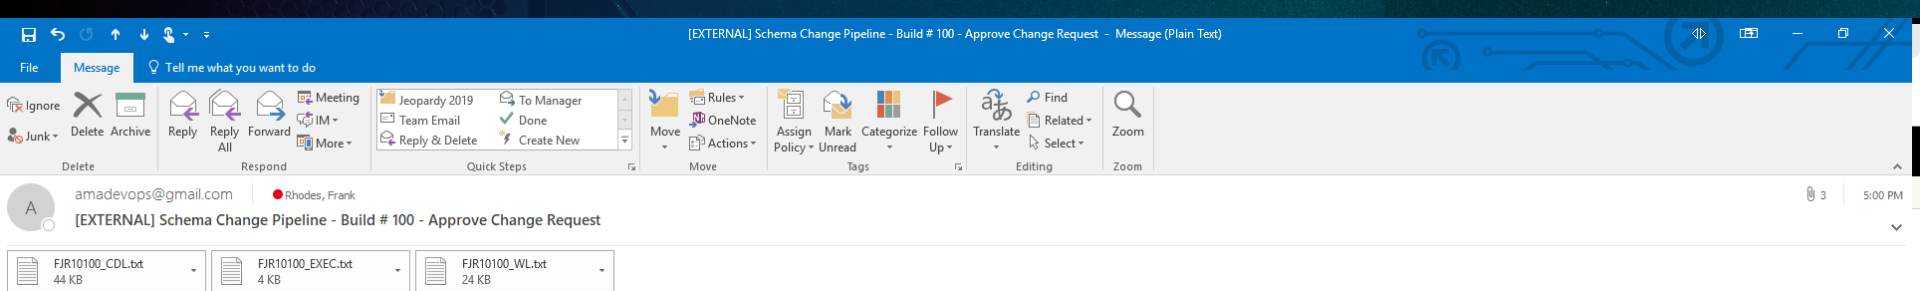 [EXTERNAL] Schema Change Pipeline - Build # 100 - Approve Change Request - Message (Plain Text)
File Message Tell me what you want to do
Ignore
Junk
Delete Archive
Delete
Reply Reply All Forward
Meeting
IM
More
Respond
Jeopardy 2019 To Manager
Team Email Done
Reply & Delete Create New
Quick Steps
Move
Rules
OneNote
Actions
Move
Assign Policy Mark Unread Categorize Follow Up
Tags
Translate
Find
Related
Select
Editing
Zoom
Zoom
A
amadevops@gmail.com Rhodes, Frank 3 5:00 PM
[EXTERNAL] Schema Change Pipeline - Build # 100 - Approve Change Request
FJR10100_CDL.txt FJR10100_EXEC.txt FJR10100_WL.txt
44 KB 4 KB 24 KB